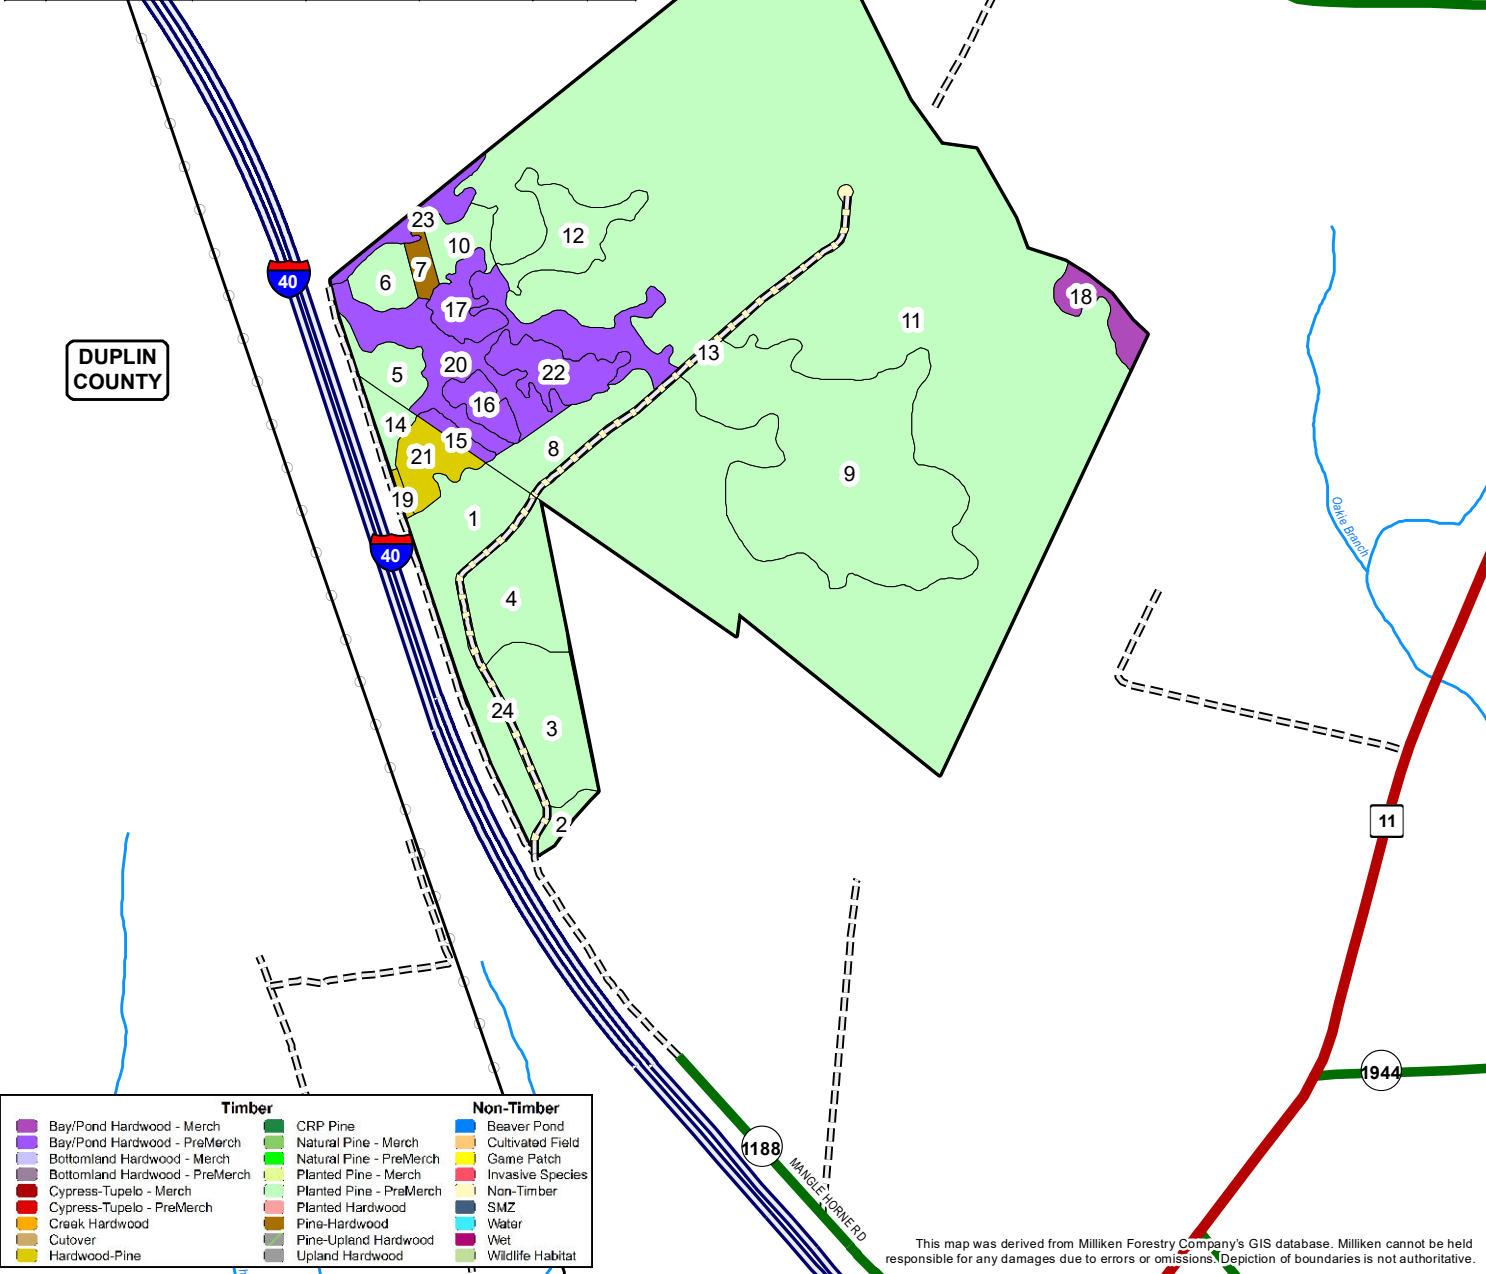 23
12
10
6
7
40
17
18
11
13
DUPLIN
COUNTY
5
20
22
16
14
15
8
21
9
19
1
Oakie Branch
40
4
24
3
11
2
1944
1188
MANGLE HORNE RD
Timber
Non-Timber
Bay/Pond Hardwood - Merch
CRP Pine
Beaver Pond
Bay/Pond Hardwood - PreMerch
Natural Pine - Merch
Cultivated Field
Bottomland Hardwood - Merch
Natural Pine - PreMerch
Game Patch
Bottomland Hardwood - PreMerch
Planted Pine - Merch
Invasive Species
Cypress-Tupelo - Merch
Planted Pine - PreMerch
Non-Timber
Cypress-Tupelo - PreMerch
Planted Hardwood
SMZ
Creek Hardwood
Pine-Hardwood
Water
Cutover
Pine-Upland Hardwood
Wet
Hardwood-Pine
Upland Hardwood
Wildlife Habitat
This map was derived from Milliken Forestry Company's GIS database. Milliken cannot be held
responsible for any damages due to errors or omissions. Depiction of boundaries is not authoritative.